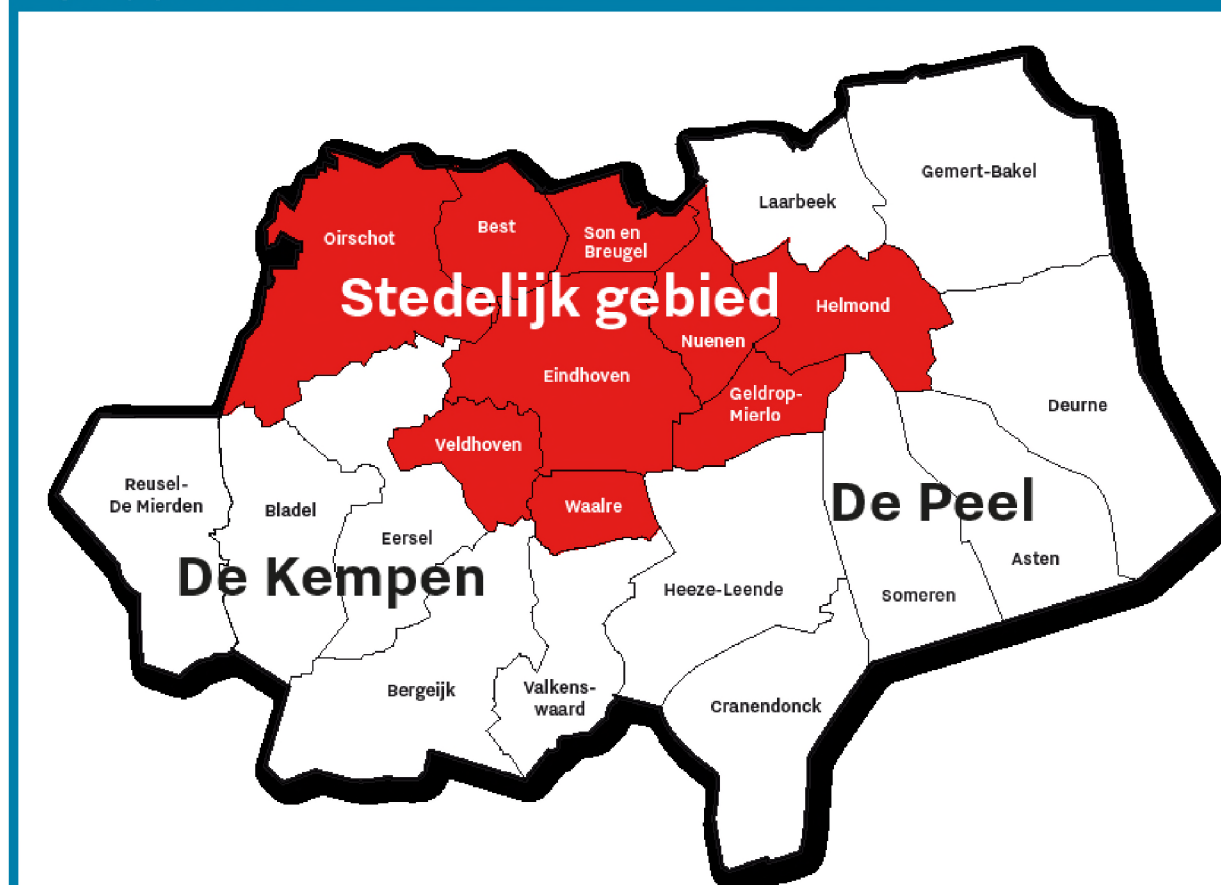 Gemert-Bakel
Laarbeek
Best
Oirschot
Son en
Breugel
Stedelijk gebied
Helmond
Nuenen
Eindhoven
Geldrop-
Mierlo
Deurne
Veldhoven
Reusel-
De Mierden
Bladel
Waalre
De Peel
Eersel
De Kempen
Asten
Heeze-Leende
Someren
Bergeijk
Valkens-
waard
Cranendonck